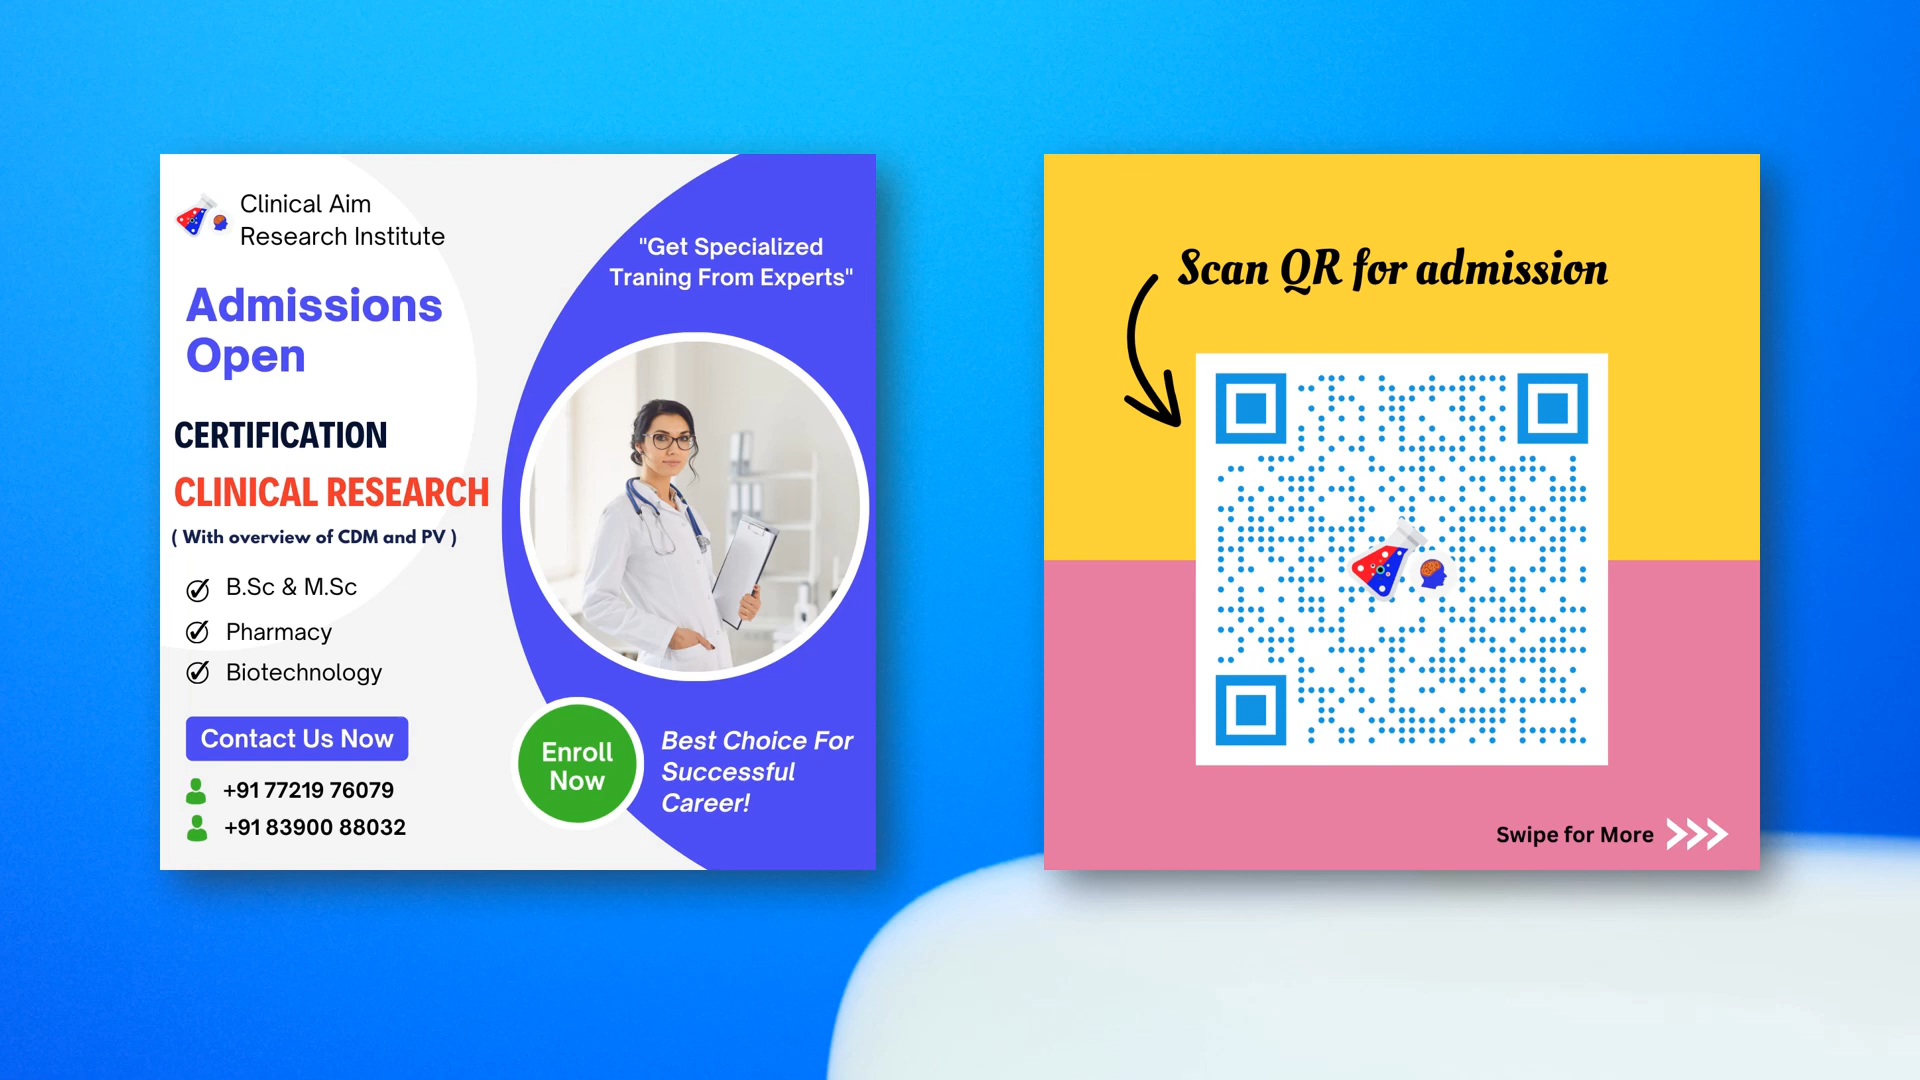 Clinical Aim
Research Institute
Admissions
Open
CERTIFICATION
CLINICAL RESEARCH
( With overview of CDM and PV )
B.Sc & M.Sc
Pharmacy
Biotechnology
Contact Us Now
+91 77219 76079
+91 83900 88032
"Get Specialized
Traning From Experts"
Enroll
Now
Best Choice For
Successful
Career!
Scan QR for admission
Swipe for More